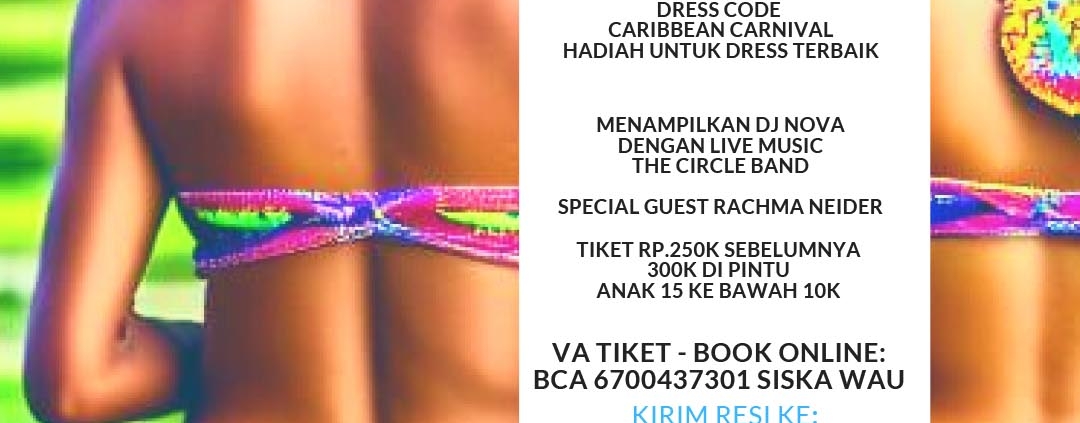 DRESS CODE
CARIBBEAN CARNIVAL
HADIAH UNTUK DRESS TERBAIK
MENAMPILKAN DJ NOVA
DENGAN LIVE MUSIC
THE CIRCLE BAND
SPECIAL GUEST RACHMA NEIDER
TIKET RP.250K SEBELUMNYA
300K DI PINTU
ANAK 15 KE BAWAH 10K
VA TIKET - BOOK ONLINE:
BCA 6700437301 SISKA WAU
KIRIM RESI KE: